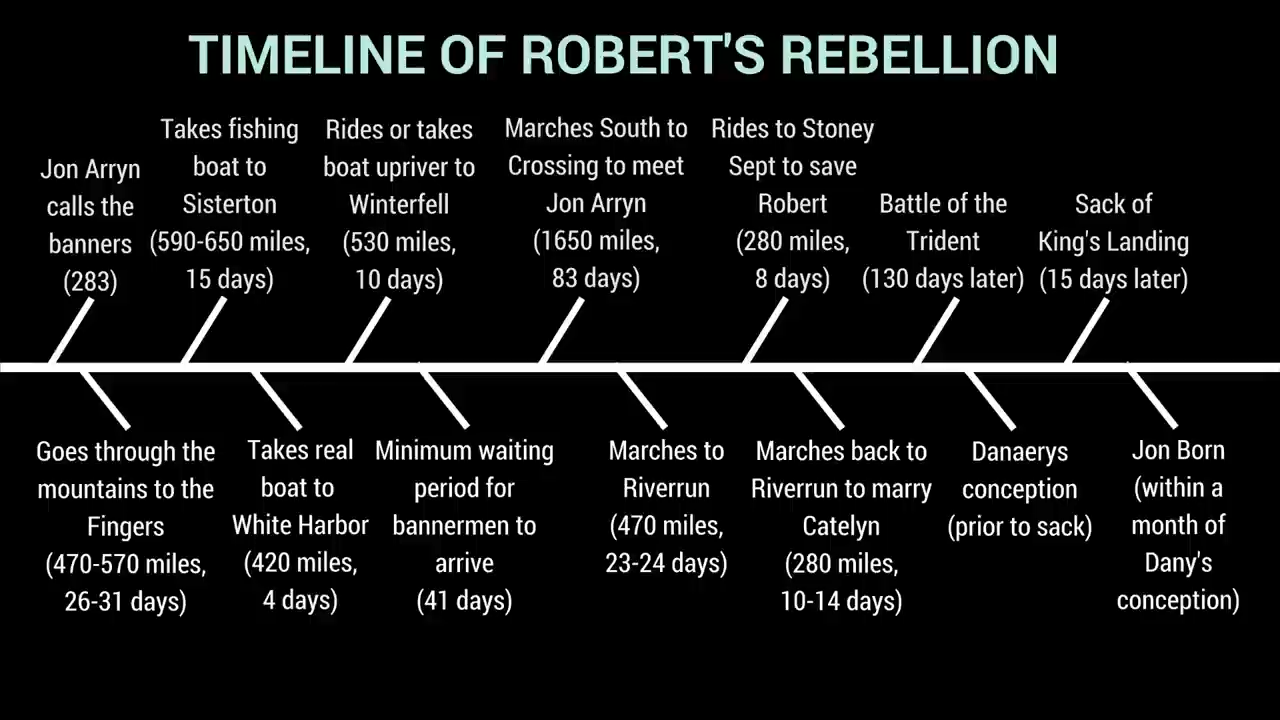 TIMELINE OF ROBERT'S REBELLION
Jon Arryn
calls the
banners
(283)
Goes through the
mountains to the
Fingers
(470-570 miles,
26-31 days)
Takes fishing
boat to
Sisterton
(590-650 miles,
15 days)
Takes real
boat to
White Harbor
(420 miles,
4 days)
Rides or takes
boat upriver to
Winterfell
(530 miles,
10 days)
Minimum waiting
period for
bannermen to
arrive
(41 days)
Marches South to
Crossing to meet
Jon Arryn
(1650 miles,
83 days)
Marches to
Riverrun
(470 miles,
23-24 days)
Rides to Stoney
Sept to save
Robert
(280 miles,
8 days)
Marches back to
Riverrun to marry
Catelyn
(280 miles,
10-14 days)
Battle of the
Trident
(130 days later)
Danaerys
conception
(prior to sack)
Sack of
King's Landing
(15 days later)
Jon Born
(within a
month of
Dany's
conception)